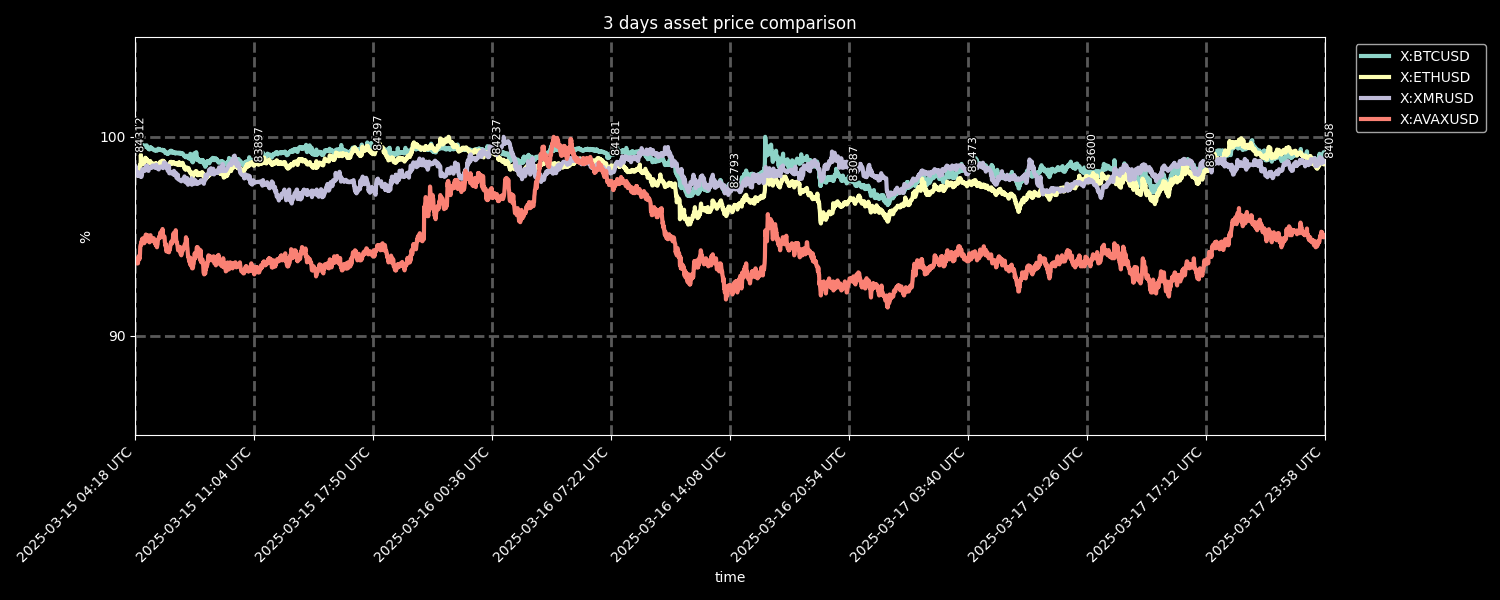 3 days asset price comparison
X:BTCUSD
X:ETHUSD
X:XMRUSD
X:AVAXUSD
100
90
%
84312
83897
84397
84237
84181
82793
83087
83473
83600
83690
84058
2025-03-15 04:18 UTC
2025-03-15 11:04 UTC
2025-03-15 17:50 UTC
2025-03-16 00:36 UTC
2025-03-16 07:22 UTC
2025-03-16 14:08 UTC
2025-03-16 20:54 UTC
2025-03-17 03:40 UTC
2025-03-17 10:26 UTC
2025-03-17 17:12 UTC
2025-03-17 23:58 UTC
time